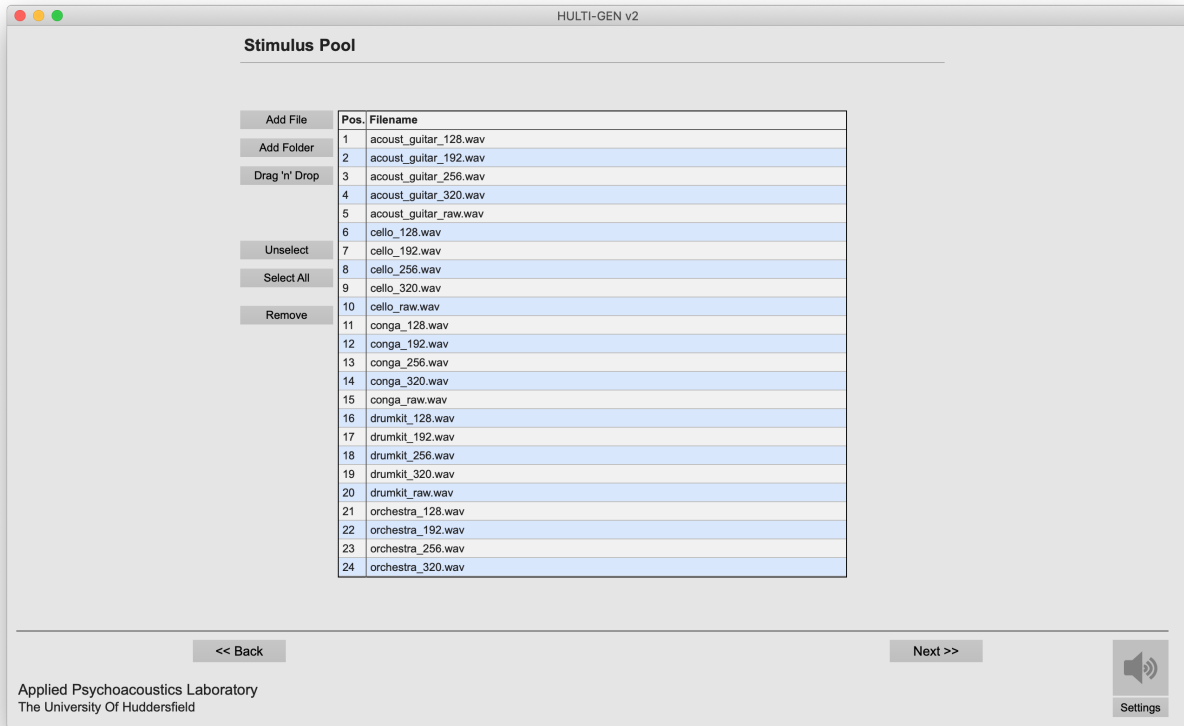 HULTI-GEN v2
Stimulus Pool
Add File
Add Folder
Drag 'n' Drop
Unselect
Select All
Remove
Pos. Filename
1 acoust_guitar_128.wav
2 acoust_guitar_192.wav
3 acoust_guitar_256.wav
4 acoust_guitar_320.wav
5 acoust_guitar_raw.wav
6 cello_128.wav
7 cello_192.wav
8 cello_256.wav
9 cello_320.wav
10 cello_raw.wav
11 conga_128.wav
12 conga_192.wav
13 conga_256.wav
14 conga_320.wav
15 conga_raw.wav
16 drumkit_128.wav
17 drumkit_192.wav
18 drumkit_256.wav
19 drumkit_320.wav
20 drumkit_raw.wav
21 orchestra_128.wav
22 orchestra_192.wav
23 orchestra_256.wav
24 orchestra_320.wav
<< Back
Next >>
Applied Psychoacoustics Laboratory
The University Of Huddersfield
Settings